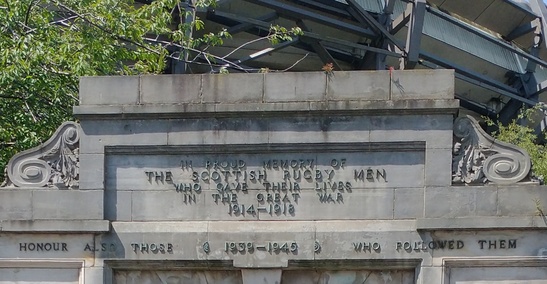 IN PROUD MEMORY OF
THE SCOTTISH RUGBY MEN
WHO GAVE THEIR LIVES
IN THE GREAT WAR
1914-1918
HONOUR ALSO THOSE 1939-1945 WHO FOLLOWED THEM